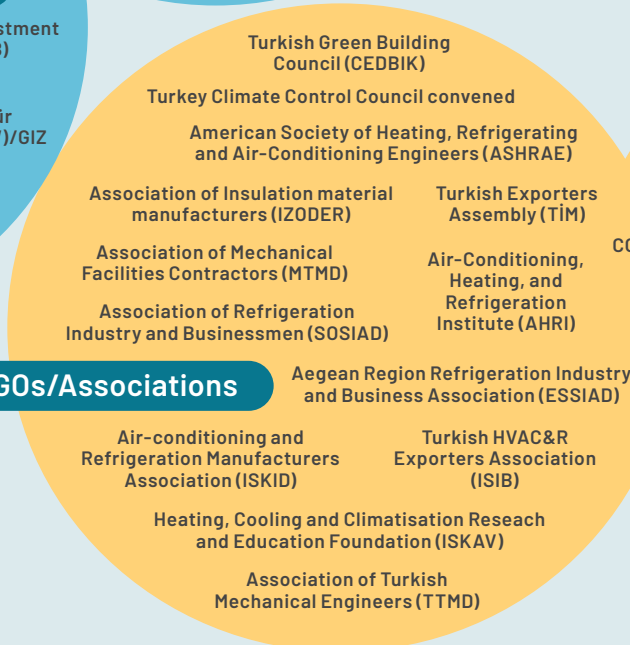 stment
)
ür
)/GIZ
Turkish Green Building
Council (CEDBIK)
Turkey Climate Control Council convened
American Society of Heating, Refrigerating
and Air-Conditioning Engineers (ASHRAE)
Association of Insulation material
manufacturers (IZODER)
Turkish Exporters
Assembly (TİM)
Association of Mechanical
Facilities Contractors (MTMD)
Air-Conditioning,
Heating, and
Refrigeration
Institute (AHRI)
CO
Association of Refrigeration
Industry and Businessmen (SOSIAD)
GOs/Associations
Aegean Region Refrigeration Industry
and Business Association (ESSIAD)
Air-conditioning and
Refrigeration Manufacturers
Association (ISKID)
Turkish HVAC&R
Exporters Association
(ISIB)
Heating, Cooling and Climatisation Reseach
and Education Foundation (ISKAV)
Association of Turkish
Mechanical Engineers (TTMD)